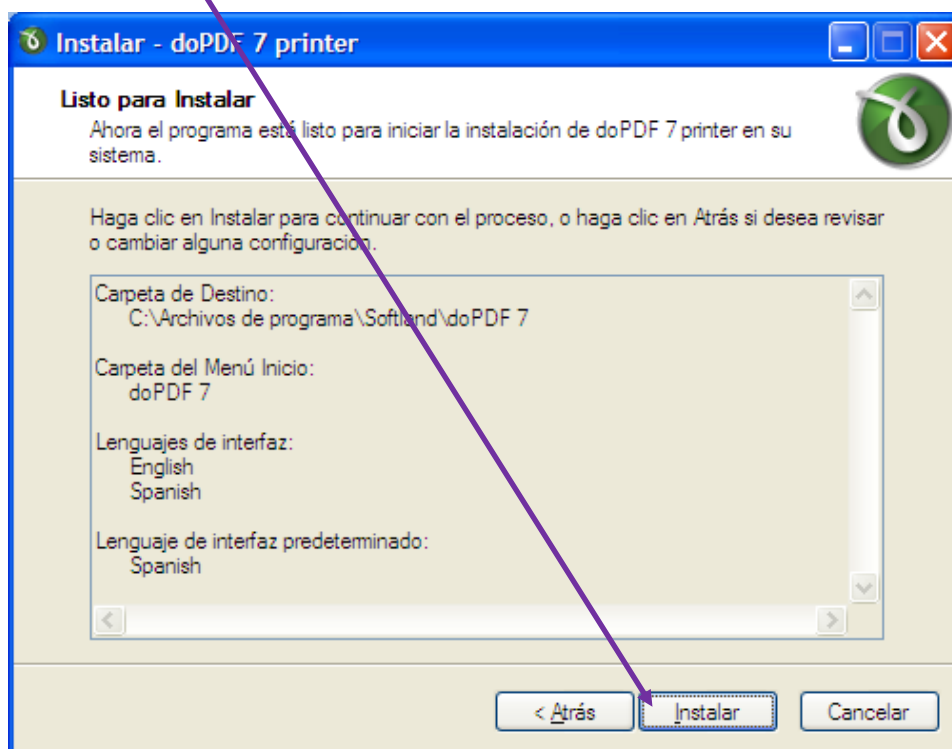 Instalar - doPDF 7 printer
Listo para Instalar
Ahora el programa está listo para iniciar la instalación de doPDF 7 printer en su
sistema.
Haga clic en Instalar para continuar con el proceso, o haga clic en Atrás si desea revisar
o cambiar alguna configuración.
Carpeta de Destino:
C:\Archivos de programa\Softland\doPDF 7
Carpeta del Menú Inicio:
doPDF 7
Lenguajes de interfaz:
English
Spanish
Lenguaje de interfaz predeterminado:
Spanish
< Atrás
Instalar
Cancelar